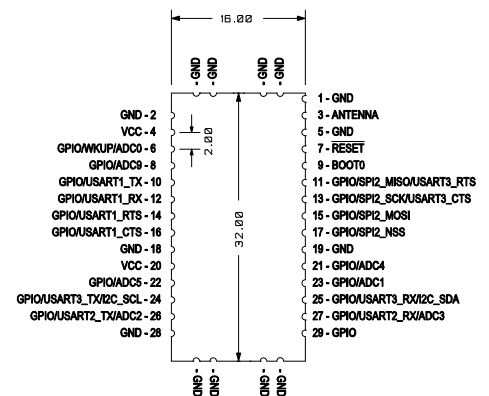 16.00
- GND
- GND
- GND
- GND
1 - GND
GND - 2
3 - ANTENNA
VCC - 4
5 - GND
GPIO/WKUP/ADC0 - 6
7 - RESET
GPIO/ADC9 - 8
9 - BOOT0
GPIO/USART1_TX - 10
11 - GPIO/SPI2_MISO/USART3_RTS
GPIO/USART1_RX - 12
13 - GPIO/SPI2_SCK/USART3_CTS
GPIO/USART1_RTS - 14
15 - GPIO/SPI2_MOSI
GPIO/USART1_CTS - 16
17 - GPIO/SPI2_NSS
GND - 18
19 - GND
VCC - 20
21 - GPIO/ADC4
GPIO/ADC5 - 22
23 - GPIO/ADC1
GPIO/USART3_TX/I2C_SCL - 24
25 - GPIO/USART3_RX/I2C_SDA
GPIO/USART2_TX/ADC2 - 26
27 - GPIO/USART2_RX/ADC3
GND - 28
29 - GPIO
2.00
32.00
- GND
- GND
- GND
- GND